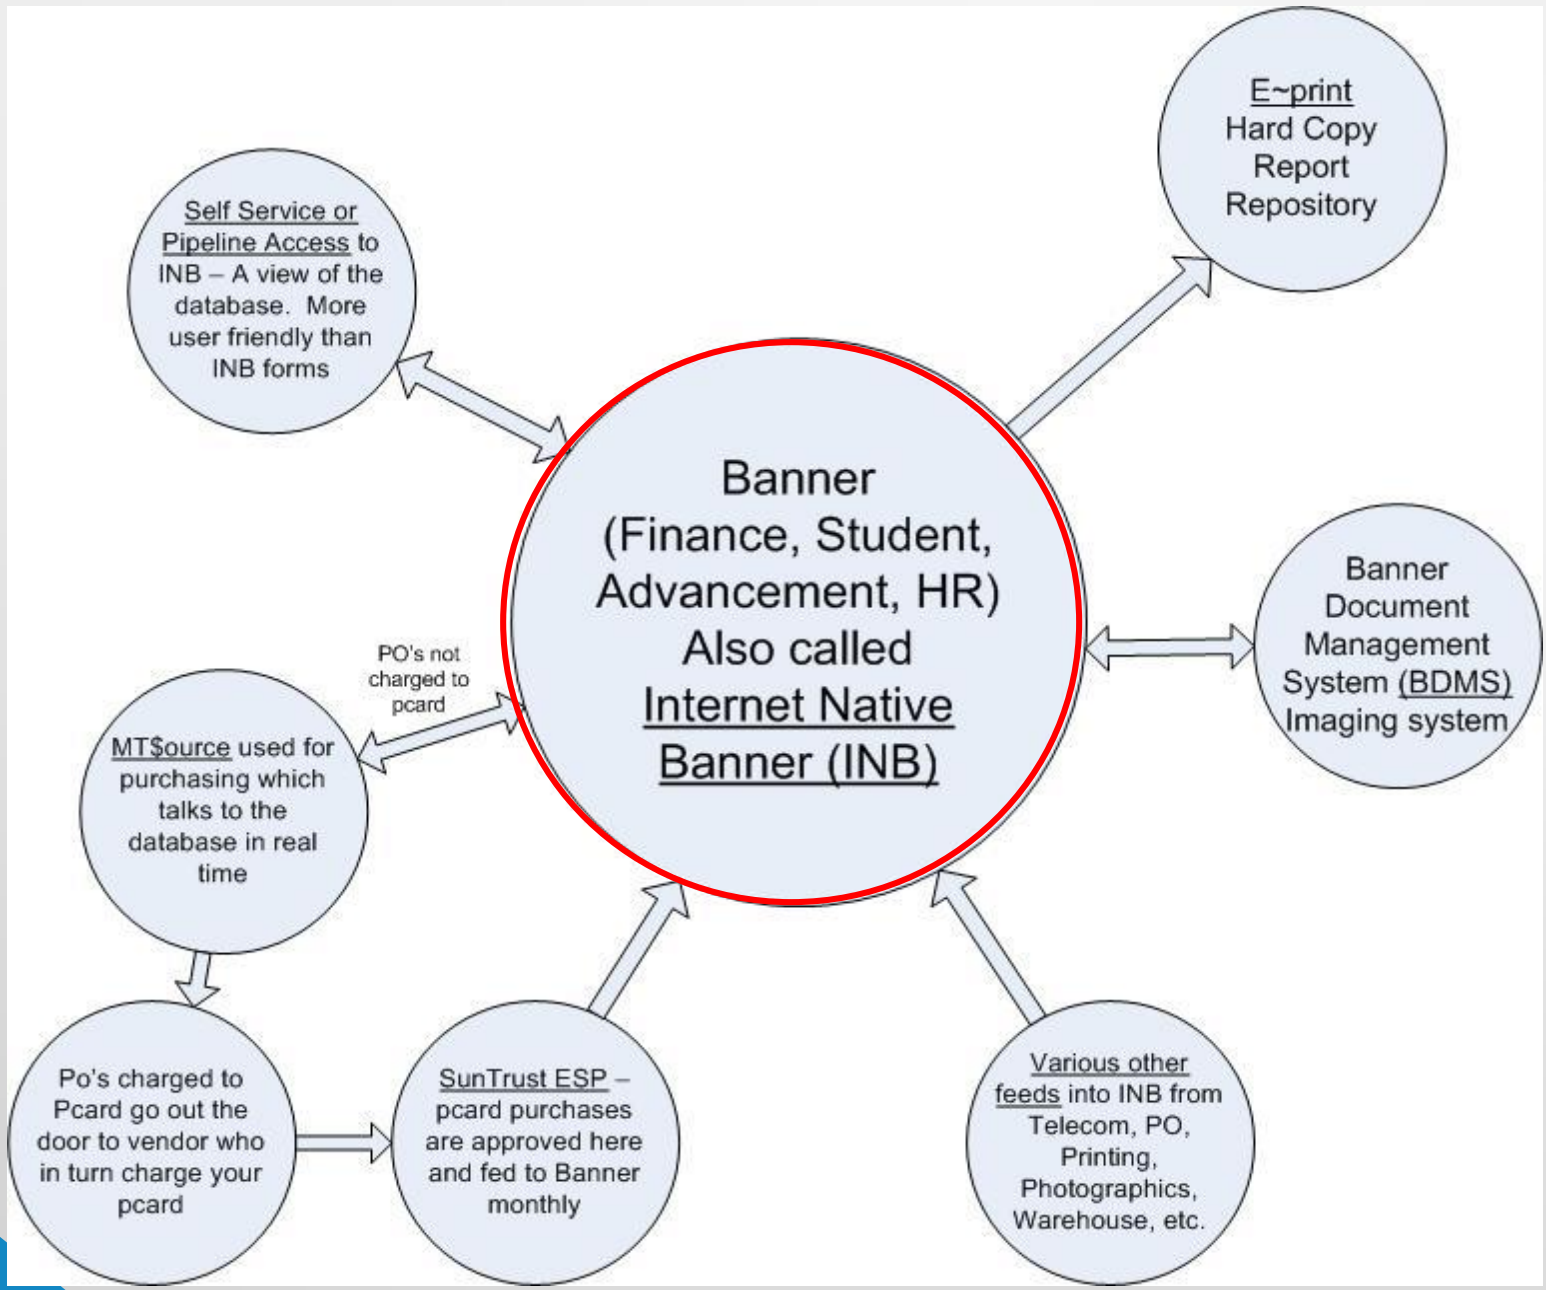 E~print
Hard Copy
Report
Repository
Self Service or
Pipeline Access to
INB – A view of the
database.  More
user friendly than
INB forms
Banner
(Finance, Student,
Advancement, HR)
Also called
Internet Native
Banner (INB)
Banner
Document
Management
System (BDMS)
Imaging system
PO's not
charged to
pcard
MT$ource used for
purchasing which
talks to the
database in real
time
Po's charged to
Pcard go out the
door to vendor who
in turn charge your
pcard
SunTrust ESP –
pcard purchases
are approved here
and fed to Banner
monthly
Various other
feeds into INB from
Telecom, PO,
Printing,
Photographics,
Warehouse, etc.